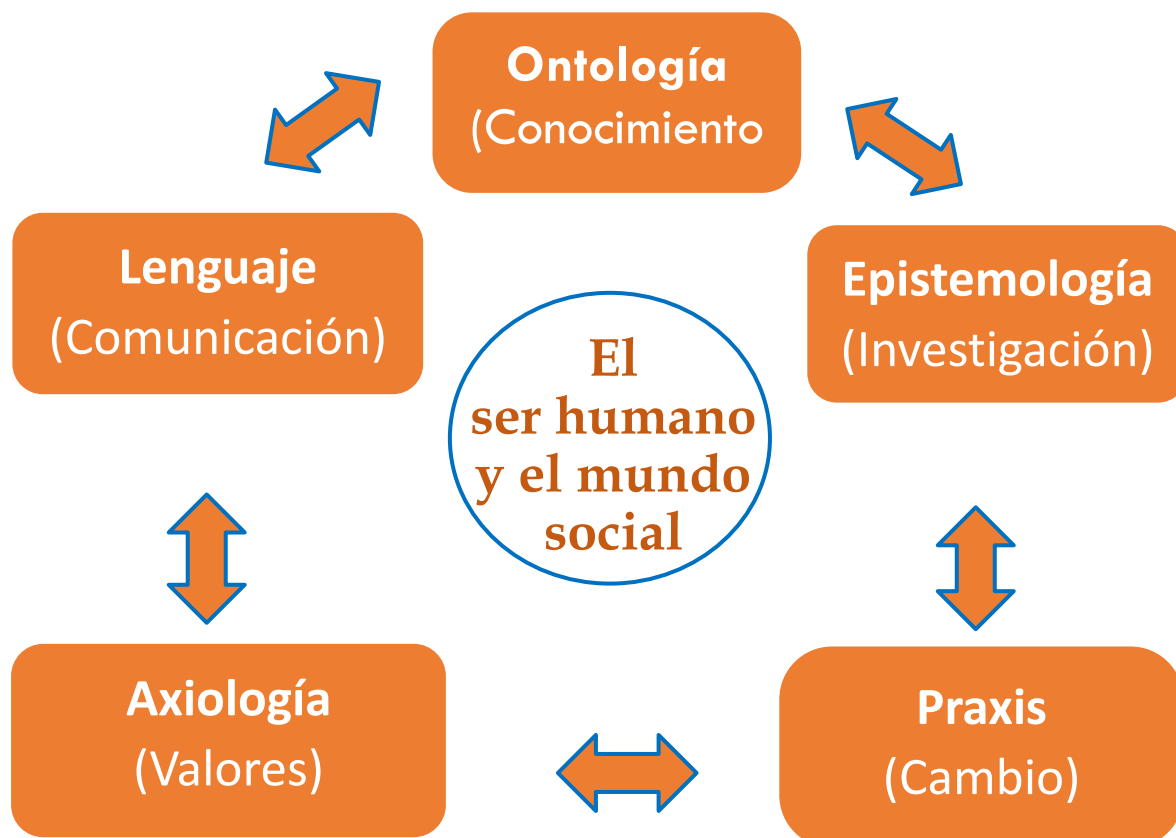 Ontología
(Conocimiento
Lenguaje
(Comunicación)
Epistemología
(Investigación)
El
ser humano
y el mundo
social
Axiología
(Valores)
Praxis
(Cambio)